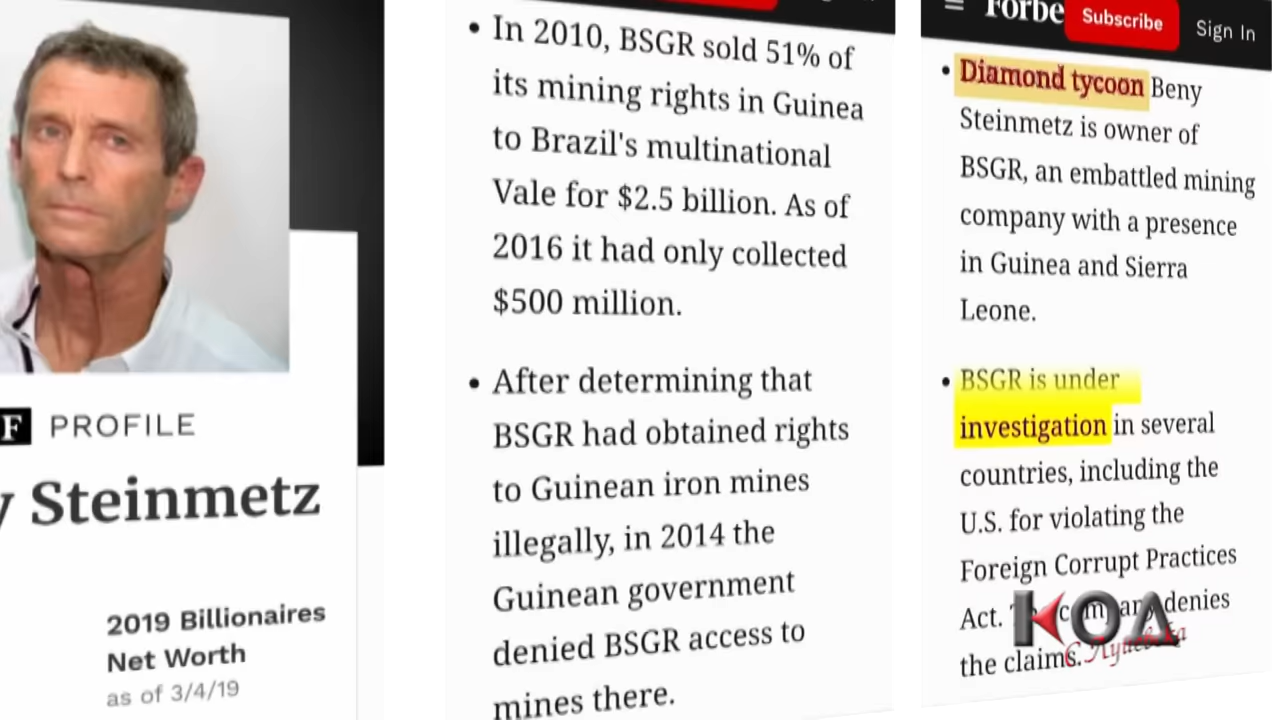 F PROFILE
Steinmetz
2019 Billionaires
Net Worth
as of 3/4/19
• In 2010, BSGR sold 51% of
its mining rights in Guinea
to Brazil's multinational
Vale for $2.5 billion. As of
2016 it had only collected
$500 million.
• After determining that
BSGR had obtained rights
to Guinean iron mines
illegally, in 2014 the
Guinean government
denied BSGR access to
mines there.
Forbe
Subscribe
Sign In
• Diamond tycoon Beny
Steinmetz is owner of
BSGR, an embattled mining
company with a presence
in Guinea and Sierra
Leone.
• BSGR is under
investigation in several
countries, including the
U.S. for violating the
Foreign Corrupt Practices
Act. denies
the claims.